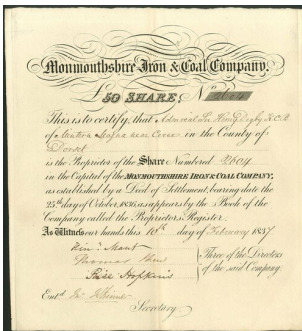 Monmouthshire Iron & Coal Company.
£50 SHARE, No. 2604
This is to certify, that Admiral Sir Henry Digby K.C.B.
of Mintern Magna near Cerne in the County of
Dorset
is the Proprietor of the Share Numbered 2604
in the Capital of the MONMOUTHSHIRE IRON & COAL COMPANY,
as established by a Deed of Settlement, bearing date the
25th day of October, 1836, as appears by the Book of the
Company called the Proprietors Register.
As Witness our hands this 10th day of February 1837
Thomas
Hopkins
Three of the Directors
of the said Company.
Entd.
Secretary.